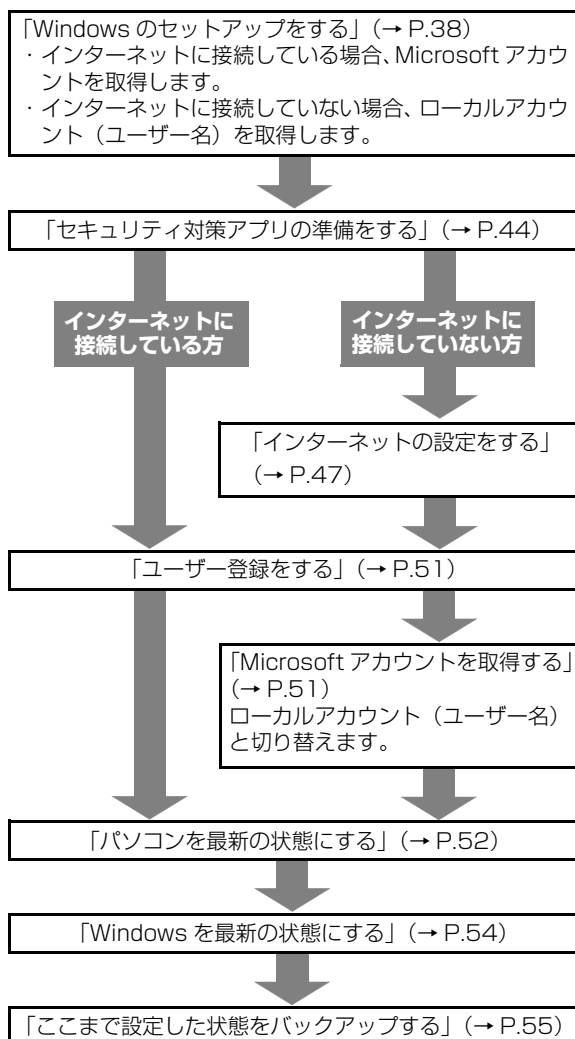 「Windows のセットアップをする」（→ P.38）
・インターネットに接続している場合、Microsoft アカウ
ントを取得します。
・インターネットに接続していない場合、ローカルアカウ
ント（ユーザー名）を取得します。
「セキュリティ対策アプリの準備をする」（→ P.44）
インターネットに
接続している方
インターネットに
接続していない方
「インターネットの設定をする」
（→ P.47）
「ユーザー登録をする」（→ P.51）
「Microsoft アカウントを取得する」
（→ P.51）
ローカルアカウント（ユーザー名）
と切り替えます。
「パソコンを最新の状態にする」（→ P.52）
「Windows を最新の状態にする」（→ P.54）
「ここまで設定した状態をバックアップする」（→ P.55）